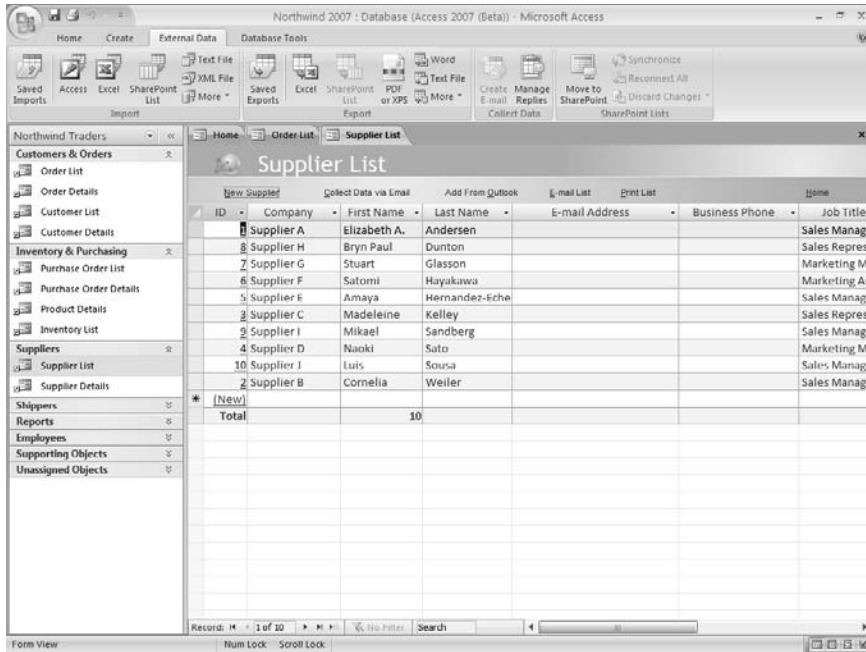 Northwind 2007 : Database (Access 2007 (Beta)) - Microsoft Access
Home Create External Data Database Tools
Saved Imports
Access
Excel
SharePoint List
Text File
XML File
More
Import
Saved Exports
Excel
SharePoint List
PDF or XPS
Word
Text File
More
Export
Create E-mail
Manage Replies
Collect Data
Move to SharePoint
Synchronize
Reconnect All
Discard Changes
SharePoint Lists
Northwind Traders
Customers & Orders
Order List
Order Details
Customer List
Customer Details
Inventory & Purchasing
Purchase Order List
Purchase Order Details
Product Details
Inventory List
Suppliers
Supplier List
Supplier Details
Shippers
Reports
Employees
Supporting Objects
Unassigned Objects
Home Order List Supplier List
Supplier List
New Supplier Collect Data via Email Add From Outlook E-mail List Print List Home
ID Company First Name Last Name E-mail Address Business Phone Job Title
1 Supplier A Elizabeth A. Andersen Sales Manag
8 Supplier H Bryn Paul Dunton Sales Repres
7 Supplier G Stuart Glasson Marketing M
6 Supplier F Satomi Hayakawa Marketing A
5 Supplier E Amaya Hernandez-Eche Sales Manag
3 Supplier C Madeleine Kelley Sales Repres
9 Supplier I Mikael Sandberg Sales Manag
4 Supplier D Naoki Sato Marketing M
10 Supplier J Luis Sousa Sales Manag
2 Supplier B Cornelia Weiler Sales Manag
* (New)
Total 10
Record: 1 of 10 No Filter Search
Form View Num Lock Scroll Lock